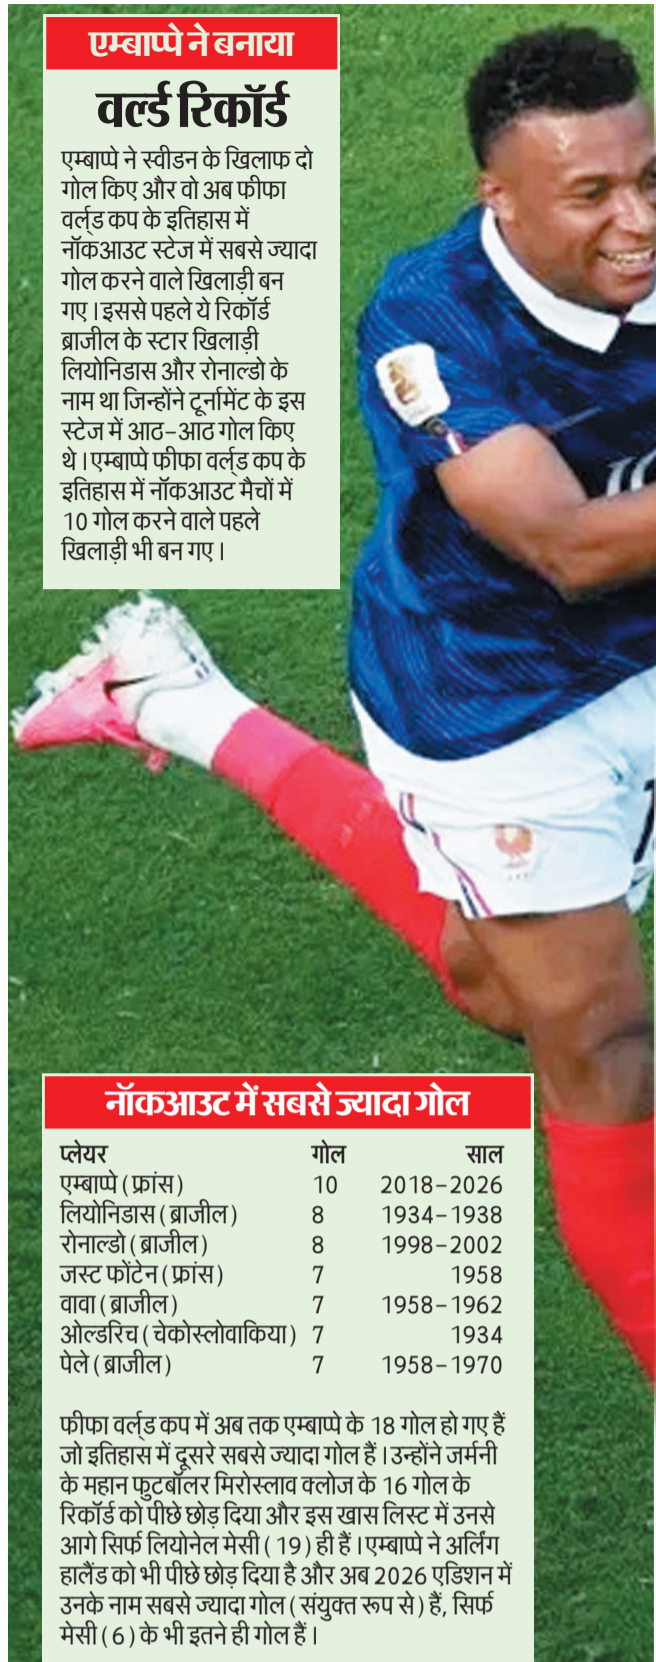 एम्बाप्पे ने बनाया
वर्ल्ड रिकॉर्ड
एम्बाप्पे ने स्वीडन के खिलाफ दो
गोल किए और वो अब फीफा
वर्ल्ड कप के इतिहास में
नॉकआउट स्टेज में सबसे ज्यादा
गोल करने वाले खिलाड़ी बन
गए।इससे पहले ये रिकॉर्ड
ब्राजील के स्टार खिलाड़ी
लियोनिडास और रोनाल्डो के
नाम था जिन्होंने टूर्नामेंट के इस
स्टेज में आठ-आठ गोल किए
थे।एम्बाप्पे फीफा वर्ल्ड कप के
इतिहास में नॉकआउट मैचों में
10 गोल करने वाले पहले
खिलाड़ी भी बन गए।
नॉकआउट में सबसे ज्यादा गोल
प्लेयर गोल साल
एम्बाप्पे (फ्रांस) 10 2018-2026
लियोनिडास (ब्राजील) 8 1934-1938
रोनाल्डो (ब्राजील) 8 1998-2002
जस्ट फोंटेन (फ्रांस) 7 1958
वावा (ब्राजील) 7 1958-1962
ओल्डरिच (चेकोस्लोवाकिया) 7 1934
पेले (ब्राजील) 7 1958-1970
फीफा वर्ल्ड कप में अब तक एम्बाप्पे के 18 गोल हो गए हैं
जो इतिहास में दूसरे सबसे ज्यादा गोल हैं।उन्होंने जर्मनी
के महान फुटबॉलर मिरोस्लाव क्लोज के 16 गोल के
रिकॉर्ड को पीछे छोड़ दिया और इस खास लिस्ट में उनसे
आगे सिर्फ लियोनेल मेसी (19) ही हैं।एम्बाप्पे ने अर्लिंग
हालैंड को भी पीछे छोड़ दिया है और अब 2026 एडिशन में
उनके नाम सबसे ज्यादा गोल (संयुक्त रूप से) हैं, सिर्फ
मेसी (6) के भी इतने ही गोल हैं।